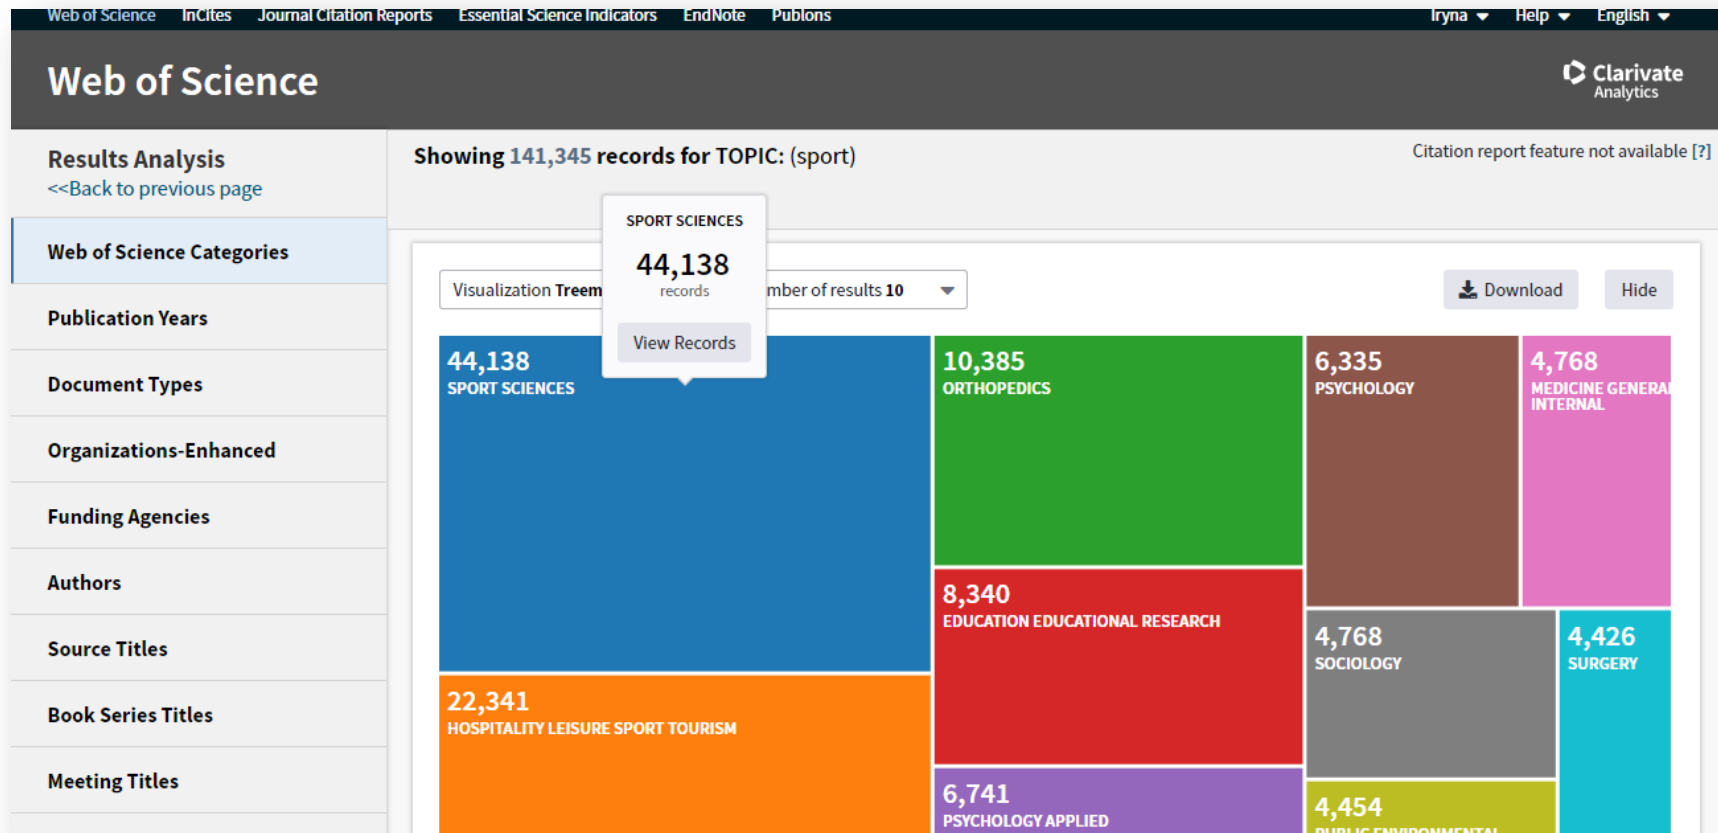 Web of Science InCites Journal Citation Reports Essential Science Indicators EndNote Publons Iryna Help English
Web of Science
Clarivate
Analytics
Results Analysis
<<Back to previous page
Showing 141,345 records for TOPIC: (sport)
Citation report feature not available [?]
Web of Science Categories
Publication Years
Document Types
Organizations-Enhanced
Funding Agencies
Authors
Source Titles
Book Series Titles
Meeting Titles
SPORT SCIENCES
44,138
records
View Records
Visualization Treem
mber of results 10
Download
Hide
44,138
SPORT SCIENCES
10,385
ORTHOPEDICS
6,335
PSYCHOLOGY
4,768
MEDICINE GENERAL
INTERNAL
8,340
EDUCATION EDUCATIONAL RESEARCH
4,768
SOCIOLOGY
4,426
SURGERY
22,341
HOSPITALITY LEISURE SPORT TOURISM
6,741
PSYCHOLOGY APPLIED
4,454
PUBLIC ENVIRONMENTAL